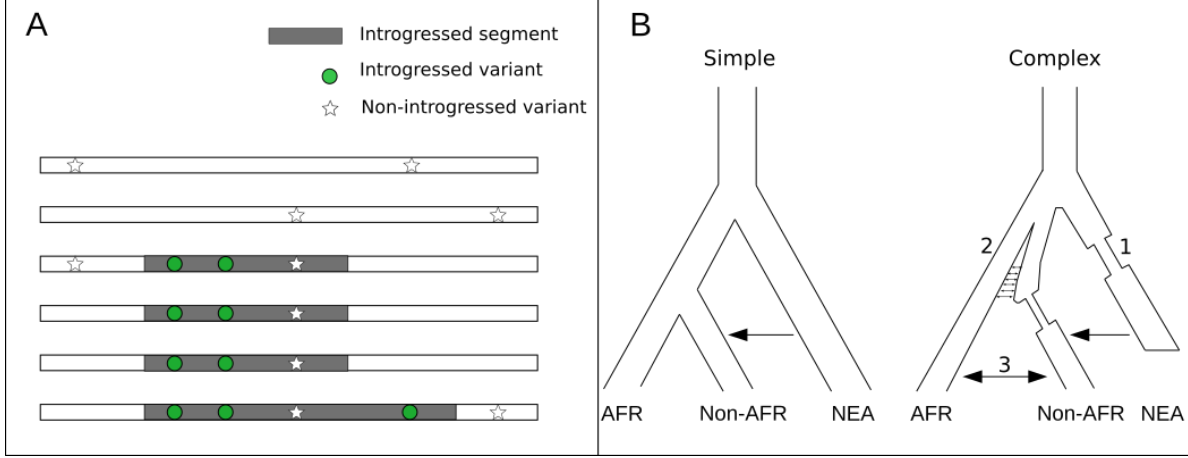 A
Introgressed segment
Introgressed variant
Non-introgressed variant
B
Simple
Complex
2
1
3
AFR
Non-AFR
NEA
AFR
Non-AFR
NEA